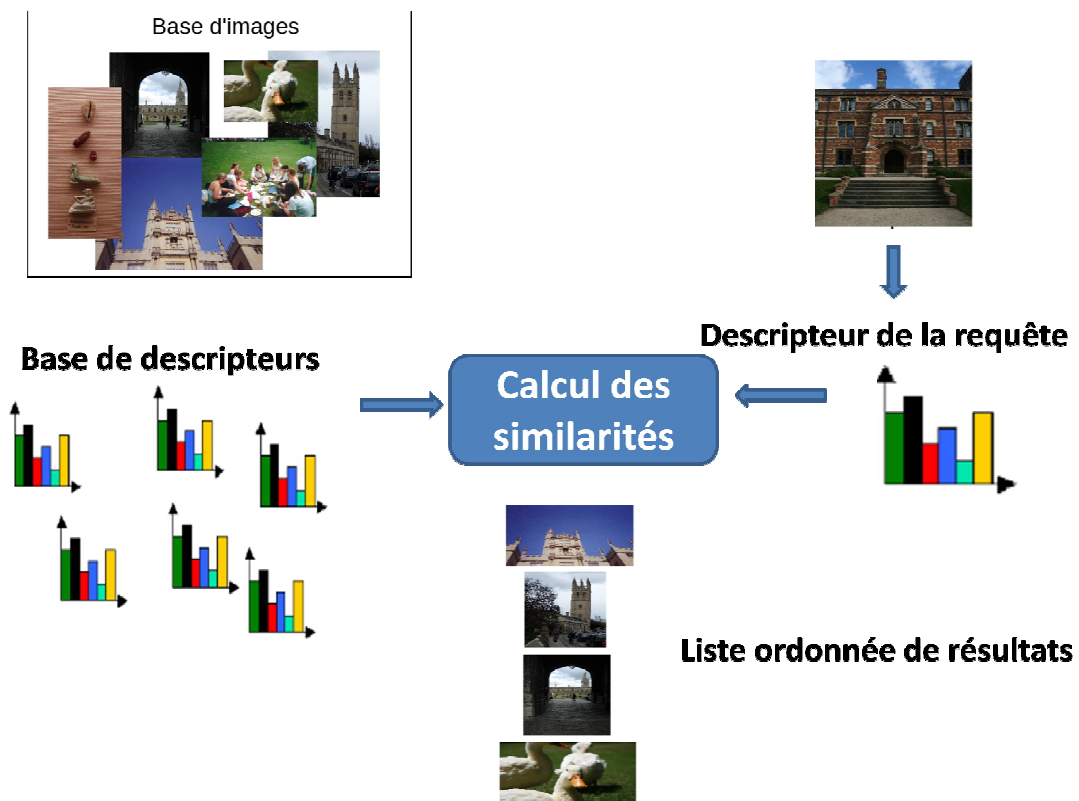 Base d'images
Descripteur de la requête
Base de descripteurs
Calcul des
similarités
Liste ordonnée de résultats